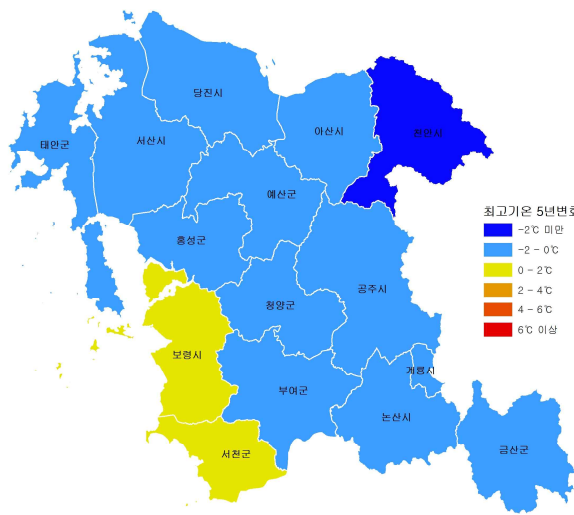 당진시
아산시
천안시
태안군
서산시
예산군
최고기온 5년변호
-2℃ 미만
홍성군
-2 - 0℃
0 - 2℃
공주시
2 - 4℃
청양군
4 - 6℃
6℃ 이상
보령시
계룡시
부여군
논산시
서천군
금산군